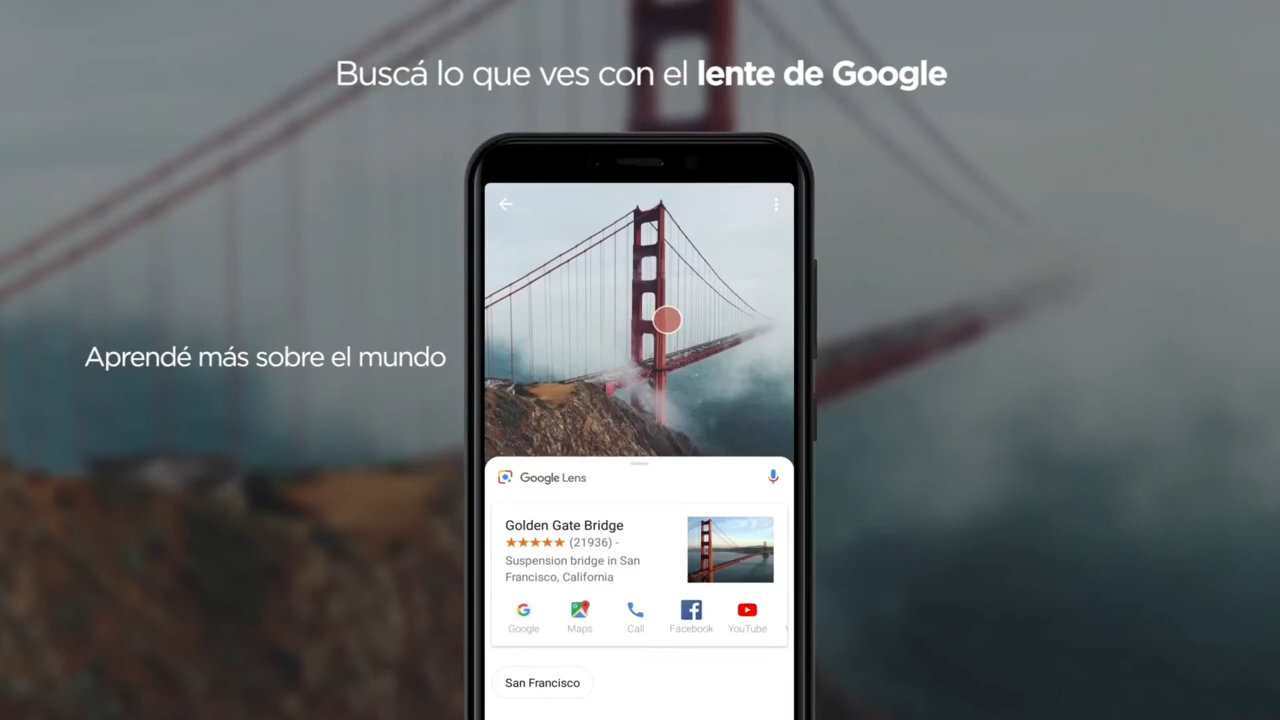 Buscá lo que ves con el lente de Google
Aprendé más sobre el mundo
Google Lens
Golden Gate Bridge
(21936) -
Suspension bridge in San
Francisco, California
Google Maps Call Facebook YouTube
San Francisco